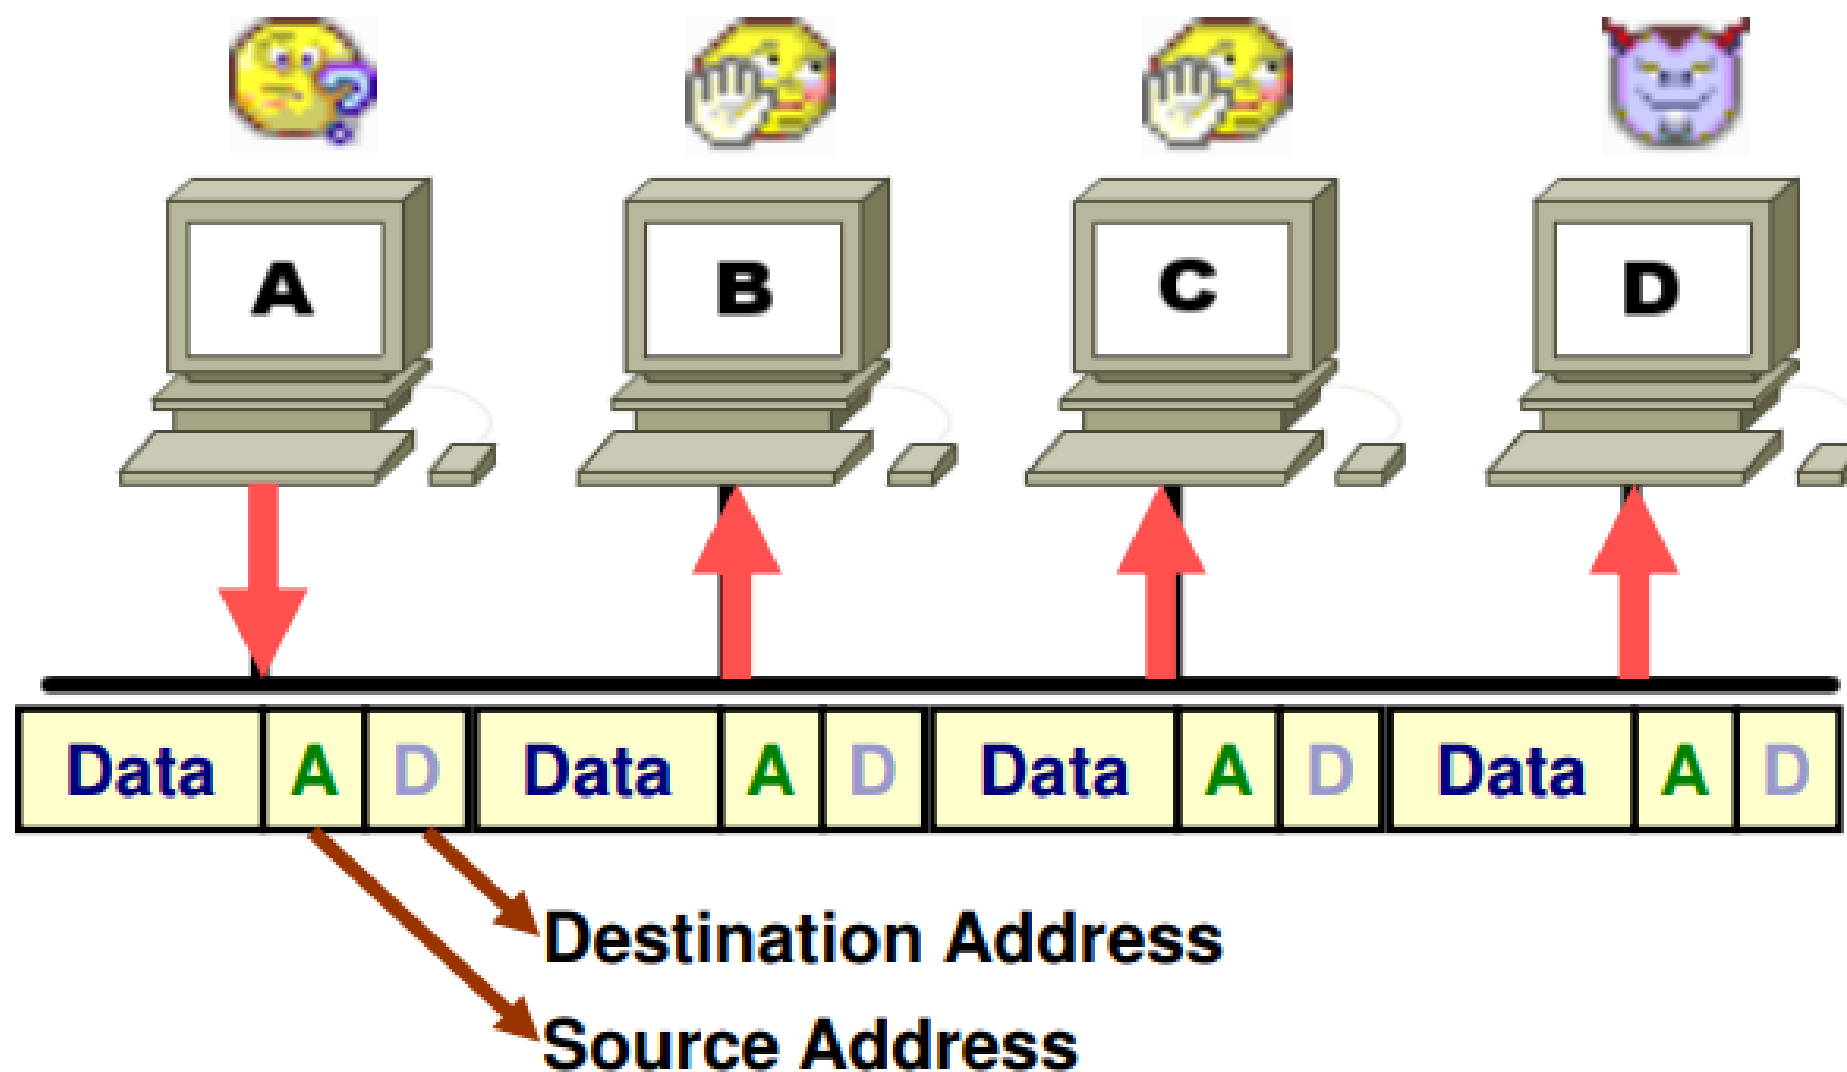 A B C D
Data A D Data A D Data A D Data A D
Destination Address
Source Address